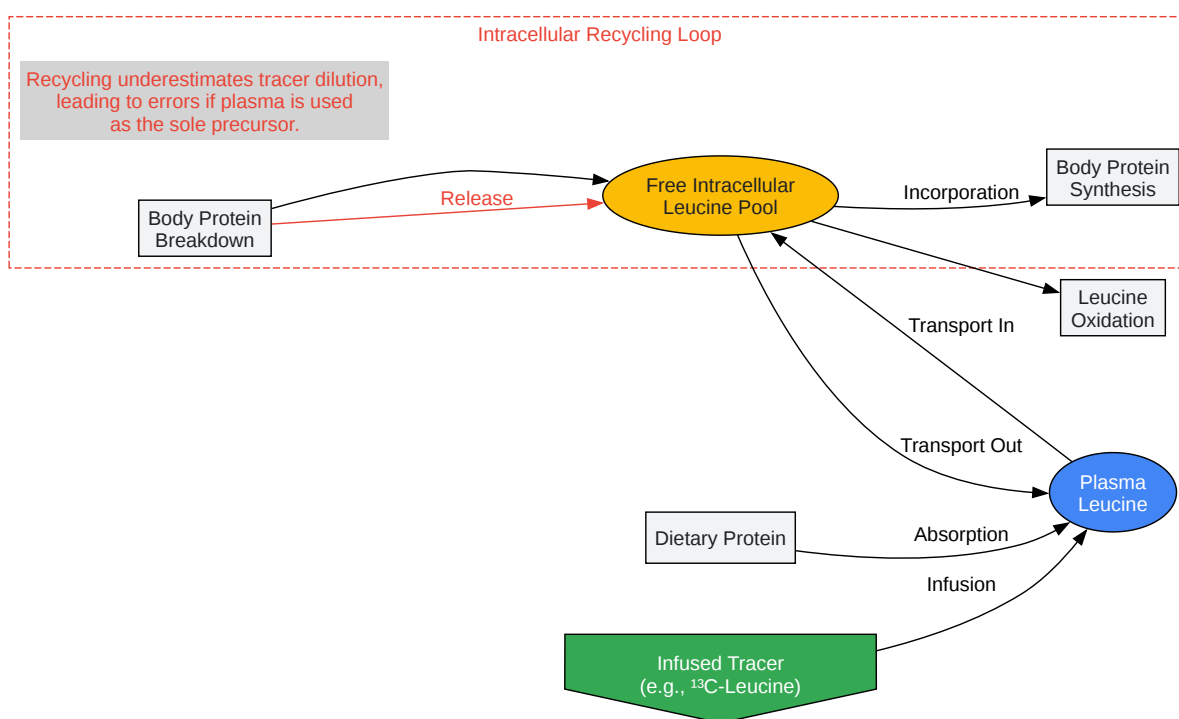 Intracellular Recycling Loop
Recycling underestimates tracer dilution,
leading to errors if plasma is used
as the sole precursor.
Body Protein
Breakdown
Release
Free Intracellular
Leucine Pool
Incorporation
Body Protein
Synthesis
Leucine
Oxidation
Transport In
Transport Out
Plasma
Leucine
Dietary Protein
Absorption
Infusion
Infused Tracer
(e.g., ¹³C-Leucine)